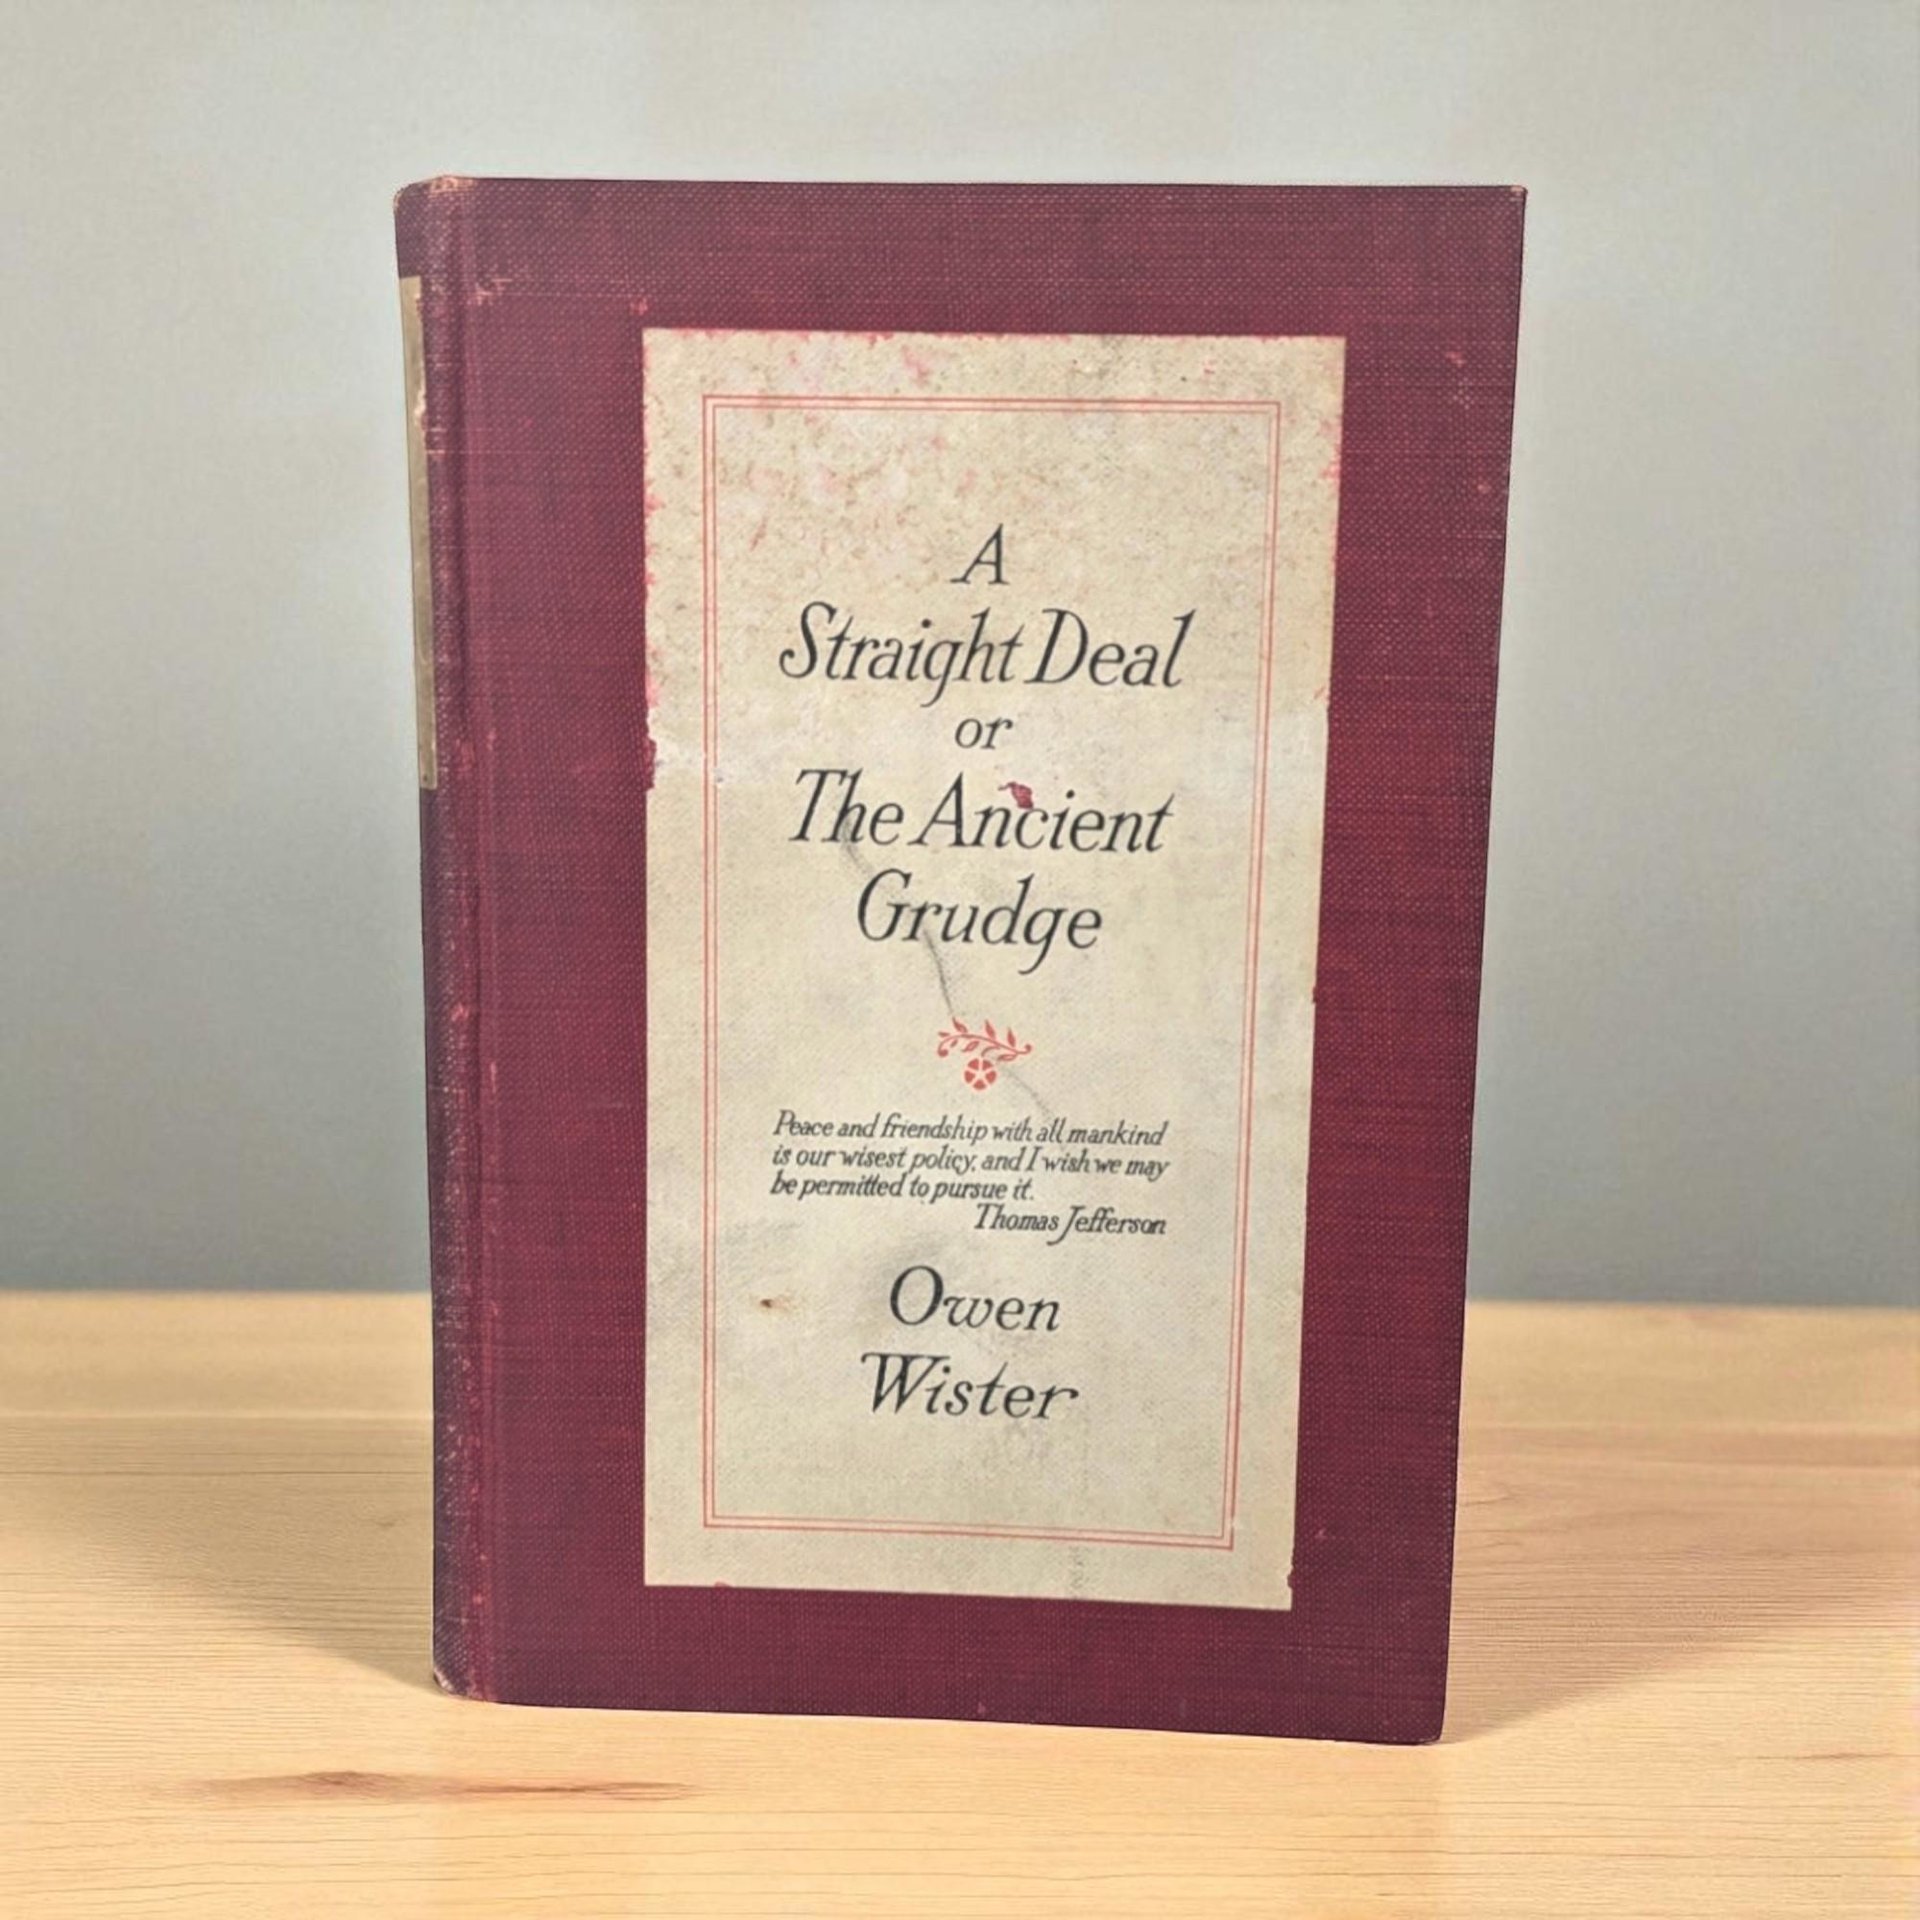 A
Straight Deal
or
The Ancient
Grudge
Peace and friendship with all mankind
is our wisest policy, and I wish we may
be permitted to pursue it.
Thomas Jefferson
Owen
Wister